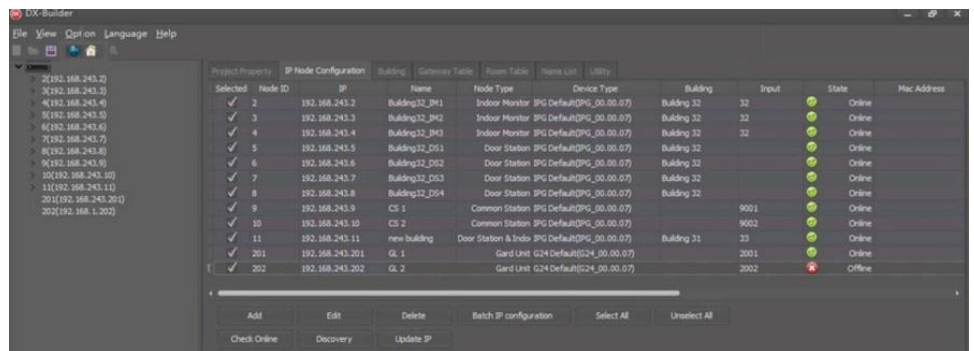 DX-Builder
File View Option Language Help
Project Property IP Node Configuration Building Gateway Table Room Table Name List Utility
2(192.168.243.2)
3(192.168.243.3)
4(192.168.243.4)
5(192.168.243.5)
6(192.168.243.6)
7(192.168.243.7)
8(192.168.243.8)
9(192.168.243.9)
10(192.168.243.10)
11(192.168.243.11)
201(192.168.243.201)
202(192.168.1.202)
Selected Node ID IP Name Node Type Device Type Building Input State Mac Address
2 192.168.243.2 Building32_IM1 Indoor Monitor IPG Default(IPG_00.00.07) Building 32 32 Online
3 192.168.243.3 Building32_IM2 Indoor Monitor IPG Default(IPG_00.00.07) Building 32 32 Online
4 192.168.243.4 Building32_IM3 Indoor Monitor IPG Default(IPG_00.00.07) Building 32 32 Online
5 192.168.243.5 Building32_DS1 Door Station IPG Default(IPG_00.00.07) Building 32 Online
6 192.168.243.6 Building32_DS2 Door Station IPG Default(IPG_00.00.07) Building 32 Online
7 192.168.243.7 Building32_DS3 Door Station IPG Default(IPG_00.00.07) Building 32 Online
8 192.168.243.8 Building32_DS4 Door Station IPG Default(IPG_00.00.07) Building 32 Online
9 192.168.243.9 CS 1 Common Station IPG Default(IPG_00.00.07) 9001 Online
10 192.168.243.10 CS 2 Common Station IPG Default(IPG_00.00.07) 9002 Online
11 192.168.243.11 new building Door Station & Indo IPG Default(IPG_00.00.07) Building 31 33 Online
201 192.168.243.201 GL 1 Gard Unit G24 Default(G24_00.00.07) 2001 Online
202 192.168.243.202 GL 2 Gard Unit G24 Default(G24_00.00.07) 2002 Offline
Add Edit Delete Batch IP configuration Select All Unselect All
Check Online Discovery Update IP